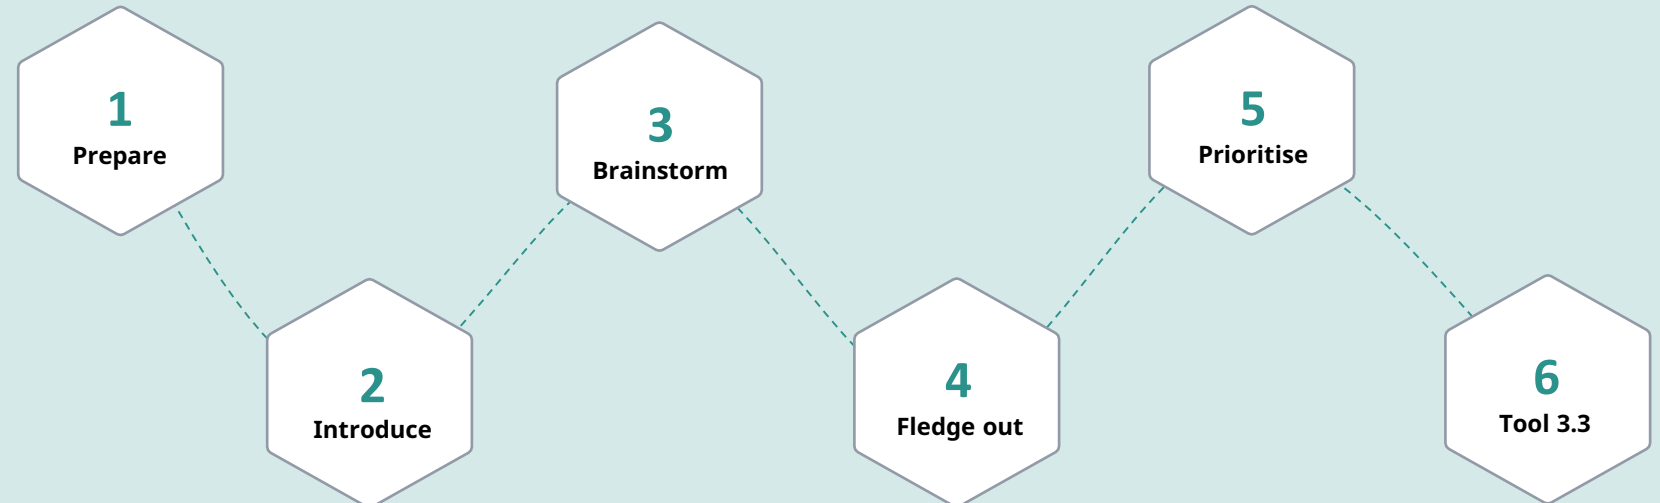 1
Prepare
2
Introduce
3
Brainstorm
4
Fledge out
5
Prioritise
6
Tool 3.3